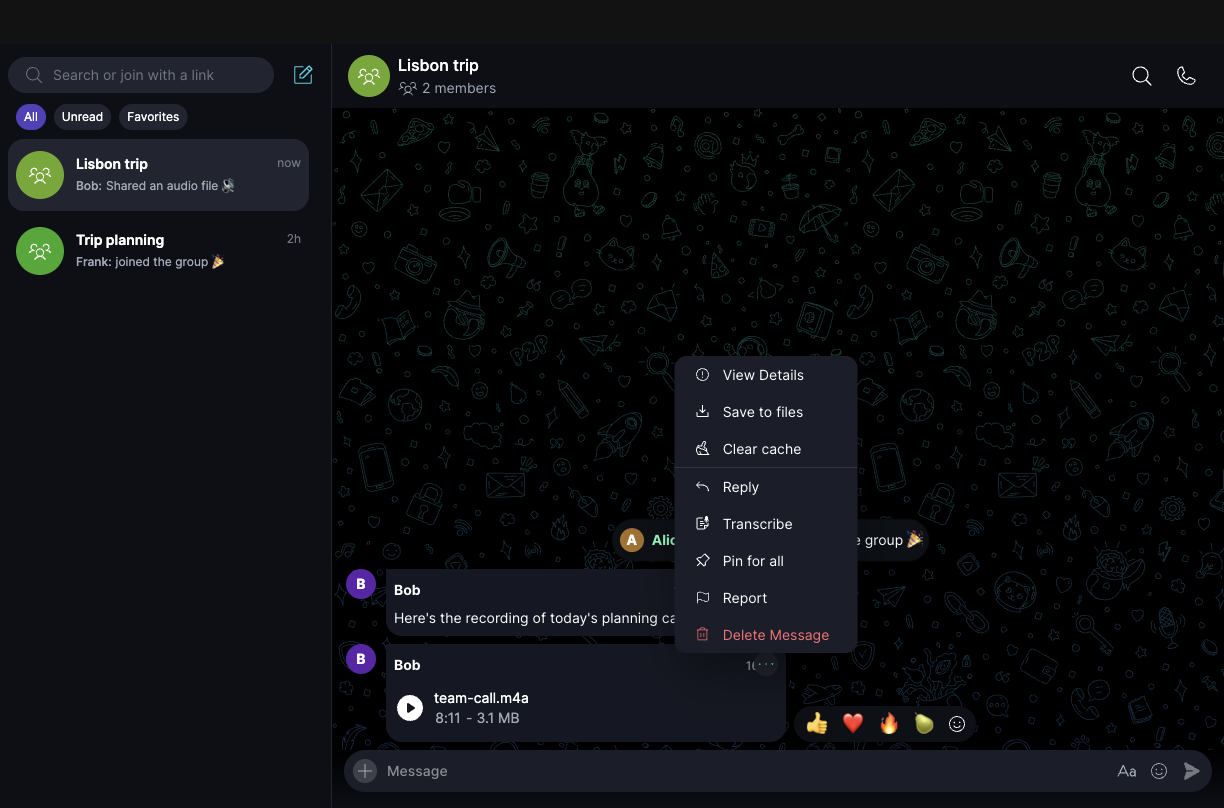 Search or join with a link
All
Unread
Favorites
Lisbon trip
now
Bob: Shared an audio file
Trip planning
2h
Frank: joined the group
Lisbon trip
2 members
View Details
Save to files
Clear cache
Reply
Transcribe
Pin for all
Report
Delete Message
A
e group
B
Bob
Here's the recording of today's planning
B
Bob
team-call.m4a
8:11 - 3.1 MB
Message
Aa